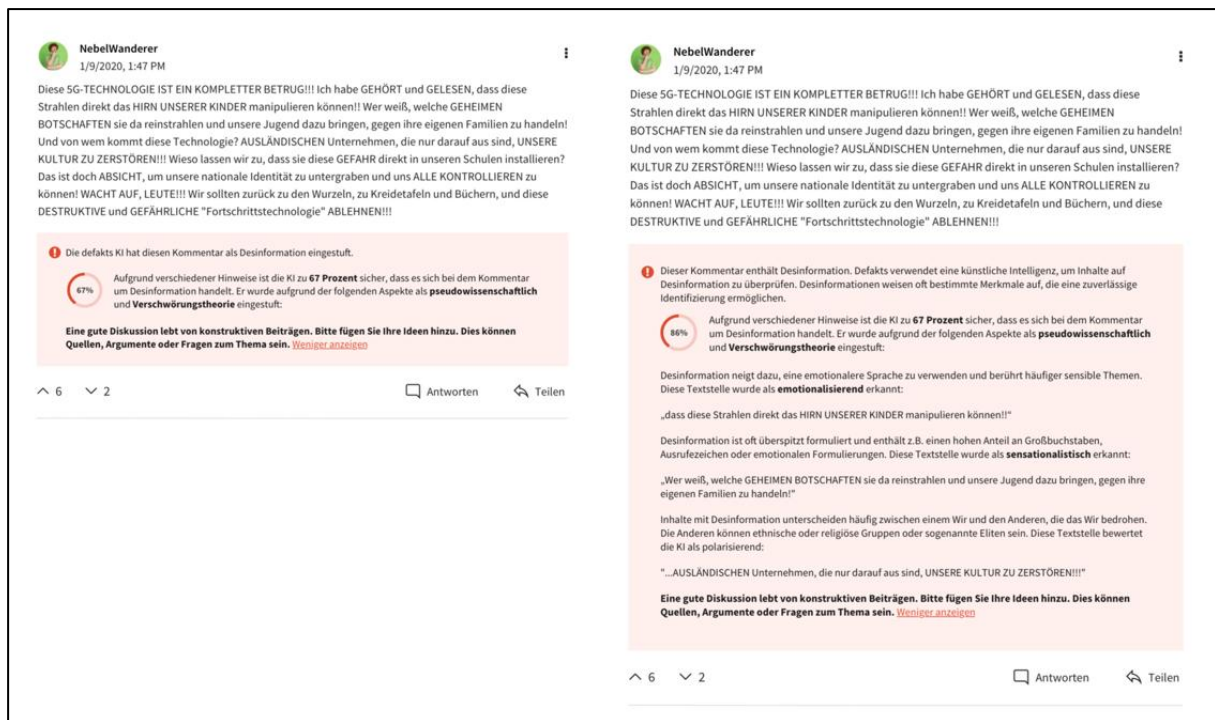 NebelWanderer
1/9/2020, 1:47 PM
Diese 5G-TECHNOLOGIE IST EIN KOMPLETTER BETRUG!!! Ich habe GEHÖRT und GELESEN, dass diese
Strahlen direkt das HIRN UNSERER KINDER manipulieren können!! Wer weiß, welche GEHEIMEN
BOTSCHAFTEN sie da reinstrahlen und unsere Jugend dazu bringen, gegen ihre eigenen Familien zu handeln!
Und von wem kommt diese Technologie? AUSLÄNDISCHEN Unternehmen, die nur darauf aus sind, UNSERE
KULTUR ZU ZERSTÖREN!!! Wieso lassen wir zu, dass sie diese GEFAHR direkt in unseren Schulen installieren?
Das ist doch ABSICHT, um unsere nationale Identität zu untergraben und uns ALLE KONTROLLIEREN zu
können! WACHT AUF, LEUTE!!! Wir sollten zurück zu den Wurzeln, zu Kreidetafeln und Büchern, und diese
DESTRUKTIVE und GEFÄHRLICHE "Fortschrittstechnologie" ABLEHNEN!!!
Die defakts KI hat diesen Kommentar als Desinformation eingestuft.
67%
Aufgrund verschiedener Hinweise ist die KI zu 67 Prozent sicher, dass es sich bei dem Kommentar
um Desinformation handelt. Er wurde aufgrund der folgenden Aspekte als pseudowissenschaftlich
und Verschwörungstheorie eingestuft:
Eine gute Diskussion lebt von konstruktiven Beiträgen. Bitte fügen Sie Ihre Ideen hinzu. Dies können
Quellen, Argumente oder Fragen zum Thema sein. Weniger anzeigen
6 2 Antworten Teilen
NebelWanderer
1/9/2020, 1:47 PM
Diese 5G-TECHNOLOGIE IST EIN KOMPLETTER BETRUG!!! Ich habe GEHÖRT und GELESEN, dass diese
Strahlen direkt das HIRN UNSERER KINDER manipulieren können!! Wer weiß, welche GEHEIMEN
BOTSCHAFTEN sie da reinstrahlen und unsere Jugend dazu bringen, gegen ihre eigenen Familien zu handeln!
Und von wem kommt diese Technologie? AUSLÄNDISCHEN Unternehmen, die nur darauf aus sind, UNSERE
KULTUR ZU ZERSTÖREN!!! Wieso lassen wir zu, dass sie diese GEFAHR direkt in unseren Schulen installieren?
Das ist doch ABSICHT, um unsere nationale Identität zu untergraben und uns ALLE KONTROLLIEREN zu
können! WACHT AUF, LEUTE!!! Wir sollten zurück zu den Wurzeln, zu Kreidetafeln und Büchern, und diese
DESTRUKTIVE und GEFÄHRLICHE "Fortschrittstechnologie" ABLEHNEN!!!
Dieser Kommentar enthält Desinformation. Defakts verwendet eine künstliche Intelligenz, um Inhalte auf
Desinformation zu überprüfen. Desinformationen weisen oft bestimmte Merkmale auf, die eine zuverlässige
Identifizierung ermöglichen.
86%
Aufgrund verschiedener Hinweise ist die KI zu 67 Prozent sicher, dass es sich bei dem Kommentar
um Desinformation handelt. Er wurde aufgrund der folgenden Aspekte als pseudowissenschaftlich
und Verschwörungstheorie eingestuft:
Desinformation neigt dazu, eine emotionalere Sprache zu verwenden und berührt häufiger sensible Themen.
Diese Textstelle wurde als emotionalisierend erkannt:
„dass diese Strahlen direkt das HIRN UNSERER KINDER manipulieren können!!“
Desinformation ist oft überspitzt formuliert und enthält z.B. einen hohen Anteil an Großbuchstaben,
Ausrufezeichen oder emotionalen Formulierungen. Diese Textstelle wurde als sensationalistisch erkannt:
„Wer weiß, welche GEHEIMEN BOTSCHAFTEN sie da reinstrahlen und unsere Jugend dazu bringen, gegen ihre
eigenen Familien zu handeln!"
Inhalte mit Desinformation unterscheiden häufig zwischen einem Wir und den Anderen, die das Wir bedrohen.
Die Anderen können ethnische oder religiöse Gruppen oder sogenannte Eliten sein. Diese Textstelle bewertet
die KI als polarisierend:
"...AUSLÄNDISCHEN Unternehmen, die nur darauf aus sind, UNSERE KULTUR ZU ZERSTÖREN!!!"
Eine gute Diskussion lebt von konstruktiven Beiträgen. Bitte fügen Sie Ihre Ideen hinzu. Dies können
Quellen, Argumente oder Fragen zum Thema sein. Weniger anzeigen
6 2 Antworten Teilen